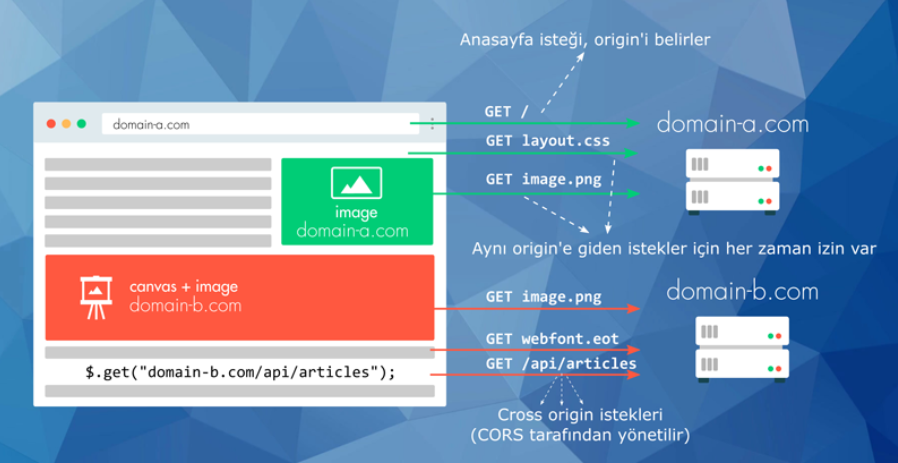 Anasayfa isteği, origin'i belirler
domain-a.com
GET /
domain-a.com
GET layout.css
GET image.png
image
domain-a.com
Aynı origin'e giden istekler için her zaman izin var
canvas + image
domain-b.com
GET image.png
domain-b.com
GET webfont.eot
GET /api/articles
$.get("domain-b.com/api/articles");
Cross origin istekleri
(CORS tarafından yönetilir)